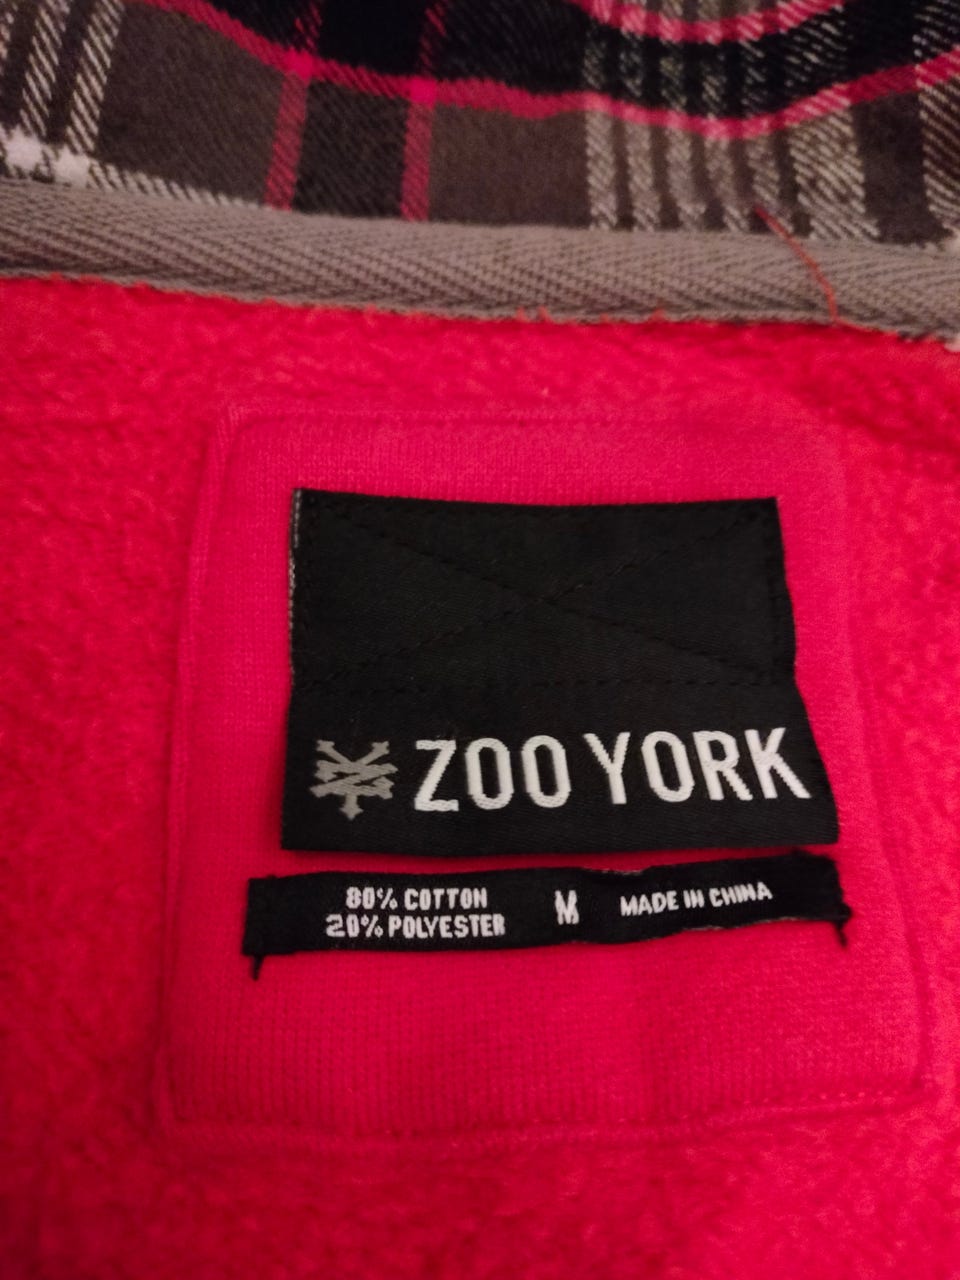 ZOO YORK
80% COTTON
20% POLYESTER
M
MADE IN CHINA